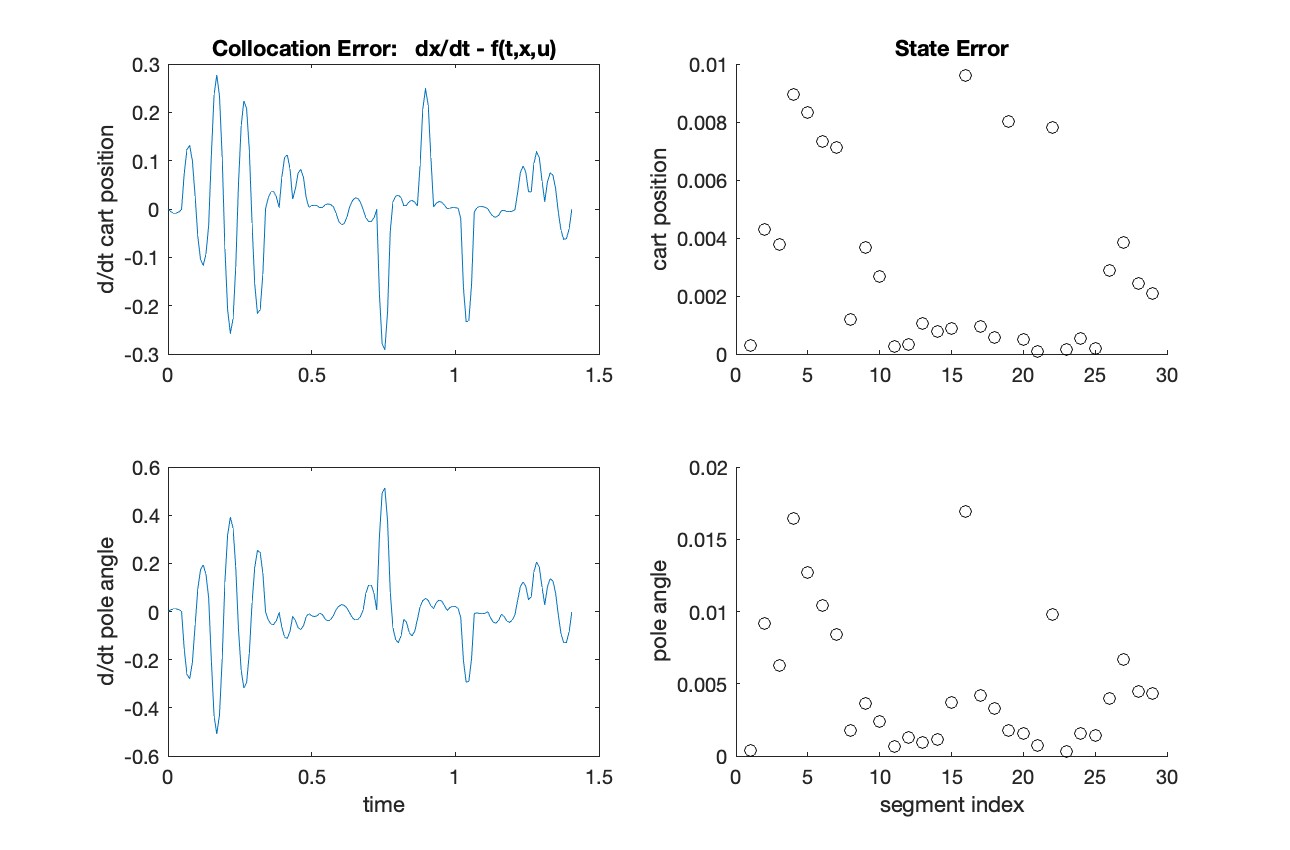 Collocation Error:   dx/dt - f(t,x,u)
d/dt cart position
0.3
0.2
0.1
0
-0.1
-0.2
-0.3
0 0.5 1 1.5
State Error
cart position
0.01
0.008
0.006
0.004
0.002
0
0 5 10 15 20 25 30
d/dt pole angle
0.6
0.4
0.2
0
-0.2
-0.4
-0.6
0 0.5 1 1.5
time
pole angle
0.02
0.015
0.01
0.005
0
0 5 10 15 20 25 30
segment index